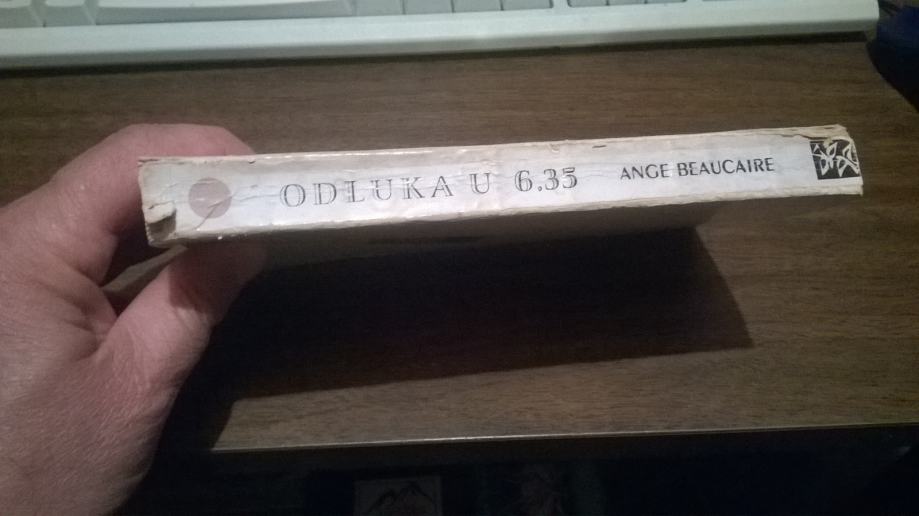 ODLUKA U 6.35 ANGE BEAUCAIRE